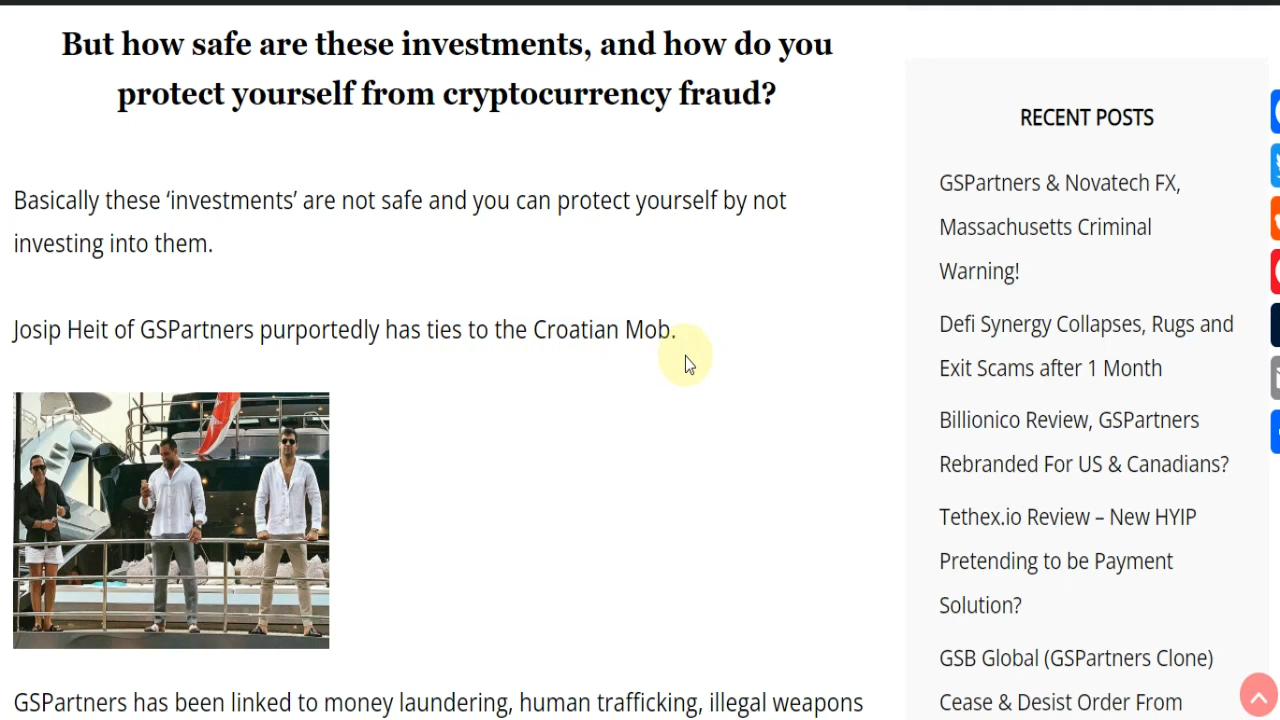 But how safe are these investments, and how do you
protect yourself from cryptocurrency fraud?
Basically these ‘investments’ are not safe and you can protect yourself by not
investing into them.
Josip Heit of GSPartners purportedly has ties to the Croatian Mob.
GSPartners has been linked to money laundering, human trafficking, illegal weapons
RECENT POSTS
GSPartners & Novatech FX,
Massachusetts Criminal
Warning!
Defi Synergy Collapses, Rugs and
Exit Scams after 1 Month
Billionico Review, GSPartners
Rebranded For US & Canadians?
Tethex.io Review – New HYIP
Pretending to be Payment
Solution?
GSB Global (GSPartners Clone)
Cease & Desist Order From